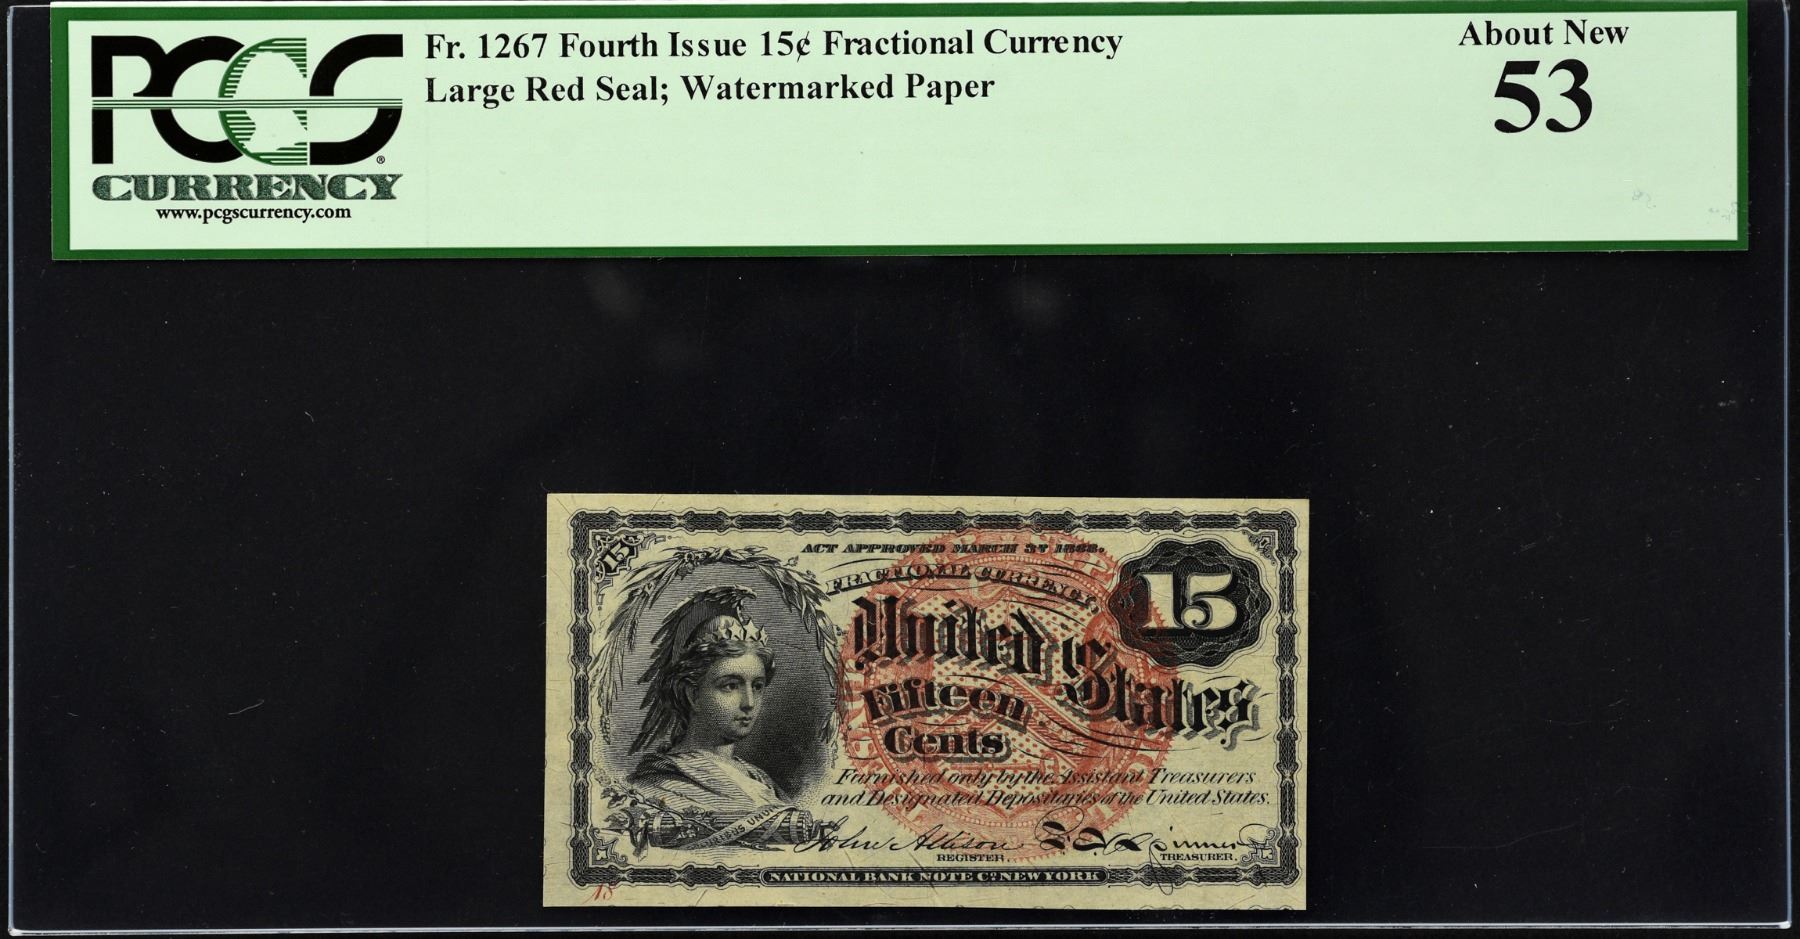 PCGS
CURRENCY
www.pcgscurrency.com
Fr. 1267 Fourth Issue 15¢ Fractional Currency
Large Red Seal; Watermarked Paper
About New
53
15
ACT APPROVED MARCH 3D 1863.
FRACTIONAL CURRENCY.
15
United States
Fifteen
Cents
Furnished only by the Assistant Treasurers
and Designated Depositaries of the United States.
John Allison
REGISTER.
F. E. Spinner
TREASURER.
NATIONAL BANK NOTE Co. NEW YORK